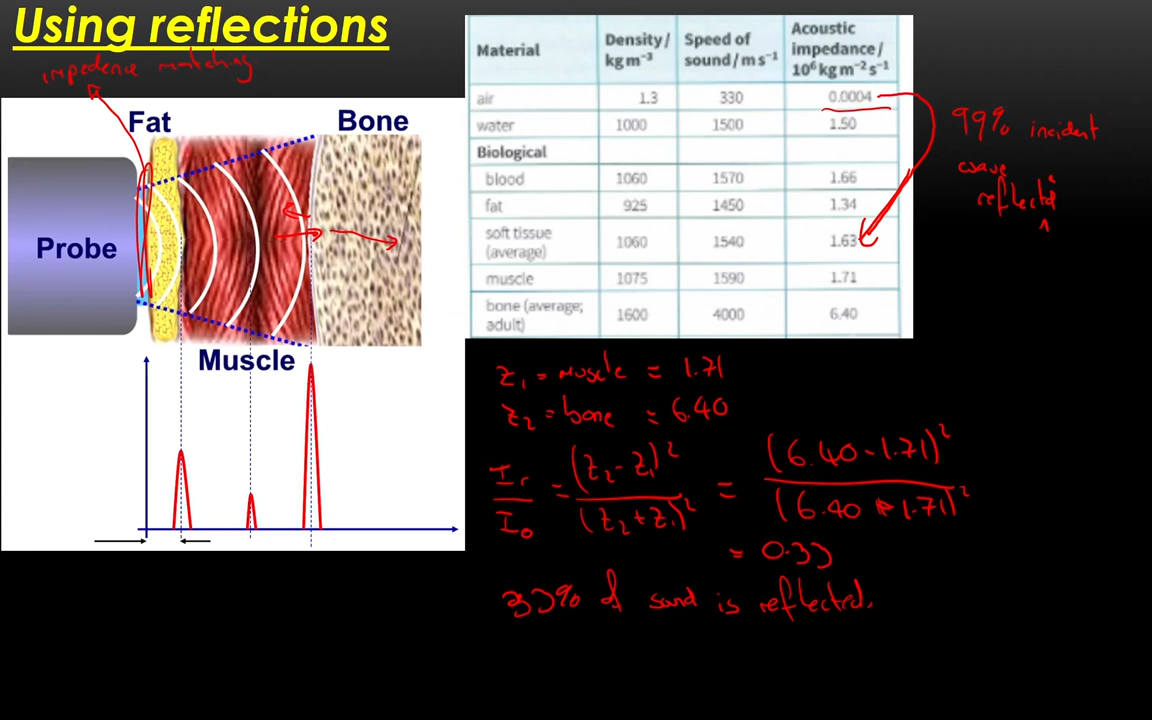 Using reflections
impedence matching
Fat
Bone
Probe
Muscle
Material Density / kg m⁻³ Speed of sound / m s⁻¹ Acoustic impedance / 10⁶ kg m⁻² s⁻¹
air 1.3 330 0.0004
water 1000 1500 1.50
Biological
blood 1060 1570 1.66
fat 925 1450 1.34
soft tissue (average) 1060 1540 1.63
muscle 1075 1590 1.71
bone (average; adult) 1600 4000 6.40
99% incident
wave
reflected
Z₁ = muscle = 1.71
Z₂ = bone = 6.40
Iᵣ/I₀ = (Z₂ - Z₁)²/(Z₂ + Z₁)² = (6.40 - 1.71)²/(6.40 + 1.71)²
= 0.33
33% of sound is reflected.